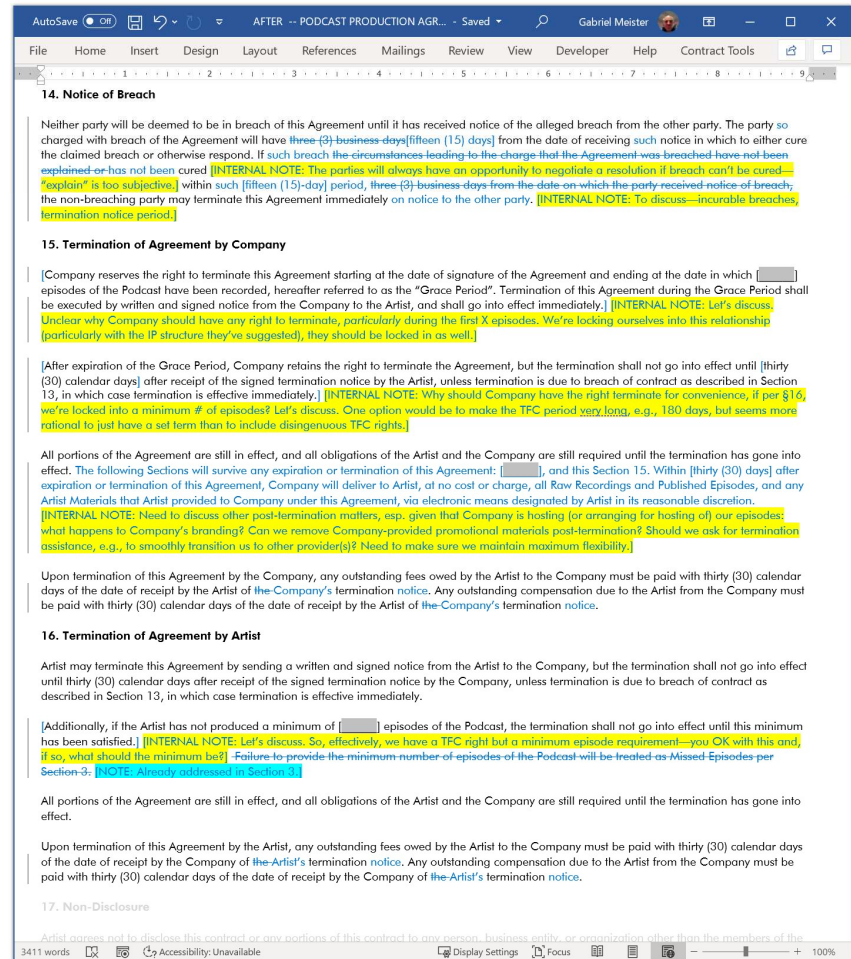 AutoSave Off AFTER -- PODCAST PRODUCTION AGR... - Saved Gabriel Meister
File Home Insert Design Layout References Mailings Review View Developer Help Contract Tools
1 2 3 4 5 6 7 8 9
14. Notice of Breach
Neither party will be deemed to be in breach of this Agreement until it has received notice of the alleged breach from the other party. The party so
charged with breach of the Agreement will have three (3) business days[fifteen (15) days] from the date of receiving such notice in which to either cure
the claimed breach or otherwise respond. If such breach the circumstances leading to the charge that the Agreement was breached have not been
explained or has not been cured [INTERNAL NOTE: The parties will always have an opportunity to negotiate a resolution if breach can't be cured—
"explain" is too subjective.] within such [fifteen (15)-day] period, three (3) business days from the date on which the party received notice of breach,
the non-breaching party may terminate this Agreement immediately on notice to the other party. [INTERNAL NOTE: To discuss—incurable breaches,
termination notice period.]
15. Termination of Agreement by Company
[Company reserves the right to terminate this Agreement starting at the date of signature of the Agreement and ending at the date in which [_____]
episodes of the Podcast have been recorded, hereafter referred to as the "Grace Period". Termination of this Agreement during the Grace Period shall
be executed by written and signed notice from the Company to the Artist, and shall go into effect immediately.] [INTERNAL NOTE: Let's discuss.
Unclear why Company should have any right to terminate, particularly during the first X episodes. We're locking ourselves into this relationship
(particularly with the IP structure they've suggested), they should be locked in as well.]
[After expiration of the Grace Period, Company retains the right to terminate the Agreement, but the termination shall not go into effect until [thirty
(30) calendar days] after receipt of the signed termination notice by the Artist, unless termination is due to breach of contract as described in Section
13, in which case termination is effective immediately.] [INTERNAL NOTE: Why should Company have the right terminate for convenience, if per §16,
we're locked into a minimum # of episodes? Let's discuss. One option would be to make the TFC period very long, e.g., 180 days, but seems more
rational to just have a set term than to include disingenuous TFC rights.]
All portions of the Agreement are still in effect, and all obligations of the Artist and the Company are still required until the termination has gone into
effect. The following Sections will survive any expiration or termination of this Agreement: [_____], and this Section 15. Within [thirty (30) days] after
expiration or termination of this Agreement, Company will deliver to Artist, at no cost or charge, all Raw Recordings and Published Episodes, and any
Artist Materials that Artist provided to Company under this Agreement, via electronic means designated by Artist in its reasonable discretion.
[INTERNAL NOTE: Need to discuss other post-termination matters, esp. given that Company is hosting (or arranging for hosting of) our episodes:
what happens to Company's branding? Can we remove Company-provided promotional materials post-termination? Should we ask for termination
assistance, e.g., to smoothly transition us to other provider(s)? Need to make sure we maintain maximum flexibility.]
Upon termination of this Agreement by the Company, any outstanding fees owed by the Artist to the Company must be paid with thirty (30) calendar
days of the date of receipt by the Artist of the Company's termination notice. Any outstanding compensation due to the Artist from the Company must
be paid with thirty (30) calendar days of the date of receipt by the Artist of the Company's termination notice.
16. Termination of Agreement by Artist
Artist may terminate this Agreement by sending a written and signed notice from the Artist to the Company, but the termination shall not go into effect
until thirty (30) calendar days after receipt of the signed termination notice by the Company, unless termination is due to breach of contract as
described in Section 13, in which case termination is effective immediately.
[Additionally, if the Artist has not produced a minimum of [_____] episodes of the Podcast, the termination shall not go into effect until this minimum
has been satisfied.] [INTERNAL NOTE: Let's discuss. So, effectively, we have a TFC right but a minimum episode requirement—you OK with this and,
if so, what should the minimum be?] Failure to provide the minimum number of episodes of the Podcast will be treated as Missed Episodes per
Section 3. [NOTE: Already addressed in Section 3.]
All portions of the Agreement are still in effect, and all obligations of the Artist and the Company are still required until the termination has gone into
effect.
Upon termination of this Agreement by the Artist, any outstanding fees owed by the Artist to the Company must be paid with thirty (30) calendar days
of the date of receipt by the Company of the Artist's termination notice. Any outstanding compensation due to the Artist from the Company must be
paid with thirty (30) calendar days of the date of receipt by the Company of the Artist's termination notice.
17. Non-Disclosure
Artist agrees not to disclose this contract or any portions of this contract to any person, business entity, or organization other than the members of the
3411 words Accessibility: Unavailable Display Settings Focus 100%